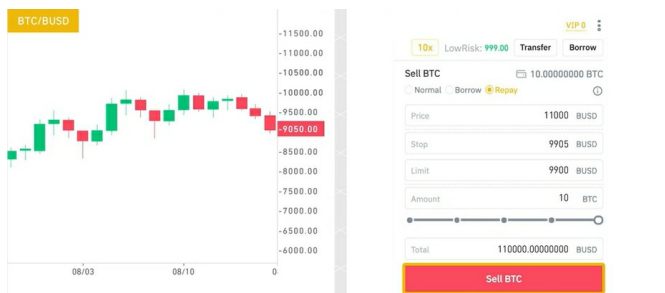 BTC/BUSD
11500.00
11000.00
10500.00
10000.00
9500.00
9050.00
8500.00
8000.00
7500.00
7000.00
6500.00
6000.00
08/03 08/10 0
VIP 0
10x LowRisk: 999.00 Transfer Borrow
Sell BTC 10.00000000 BTC
Normal Borrow Repay
Price 11000 BUSD
Stop 9905 BUSD
Limit 9900 BUSD
Amount 10 BTC
Total 110000.00000000 BUSD
Sell BTC